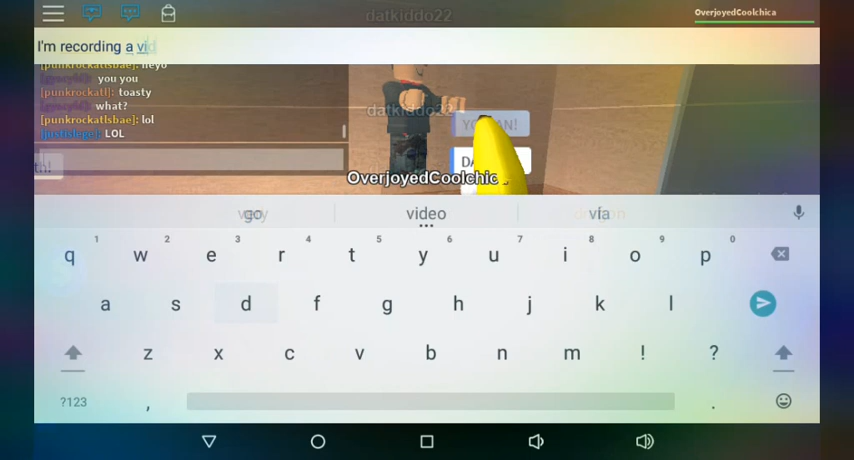 datkiddo22
OverjoyedCoolchica
I'm recording a vid
[punkrockatlsbae]: heyo
you you
[punkrockatl]: toasty
what?
[punkrockatlsbae]: lol
LOL
datkiddo22
OverjoyedCoolchic
go video vía
1 2 3 4 5 6 7 8 9 0
q w e r t y u i o p
a s d f g h j k l
z x c v b n m ! ?
?123 , .